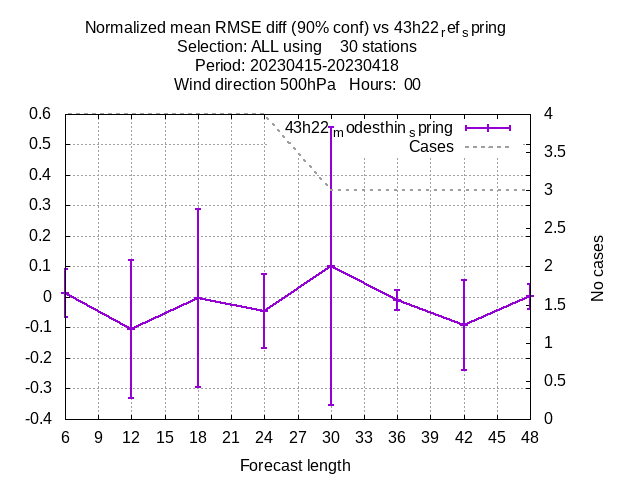 Normalized mean RMSE diff (90% conf) vs 43h22ref spring
Selection: ALL using 30 stations
Period: 20230415-20230418
Wind direction 500hPa Hours: 00
43h22modesthinspring
Cases
0.6
0.5
0.4
0.3
0.2
0.1
0
-0.1
-0.2
-0.3
-0.4
4
3.5
3
2.5
2
1.5
1
0.5
0
No cases
6 9 12 15 18 21 24 27 30 33 36 39 42 45 48
Forecast length